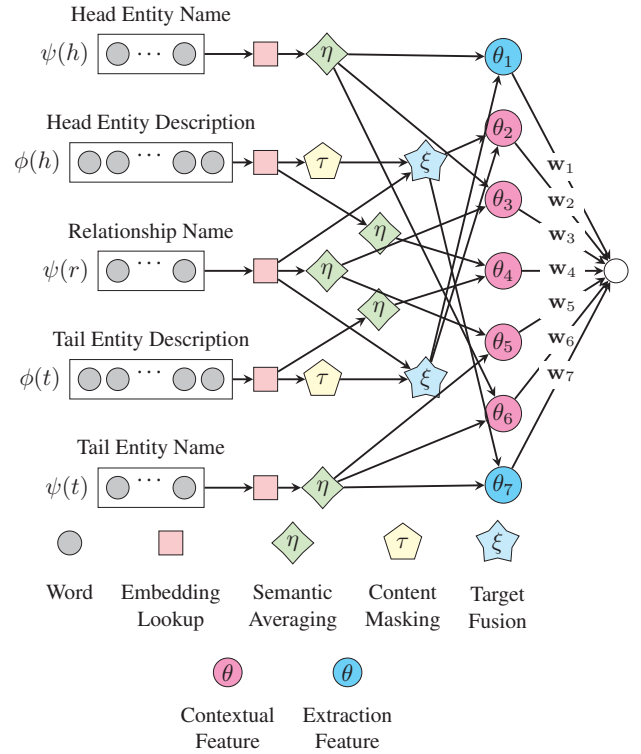 Head Entity Name
ψ(h) ··· η θ₁
Head Entity Description
θ₂
ϕ(h) ··· τ ξ
w₁
θ₃ w₂
Relationship Name η w₃
ψ(r) ··· η θ₄ w₄
η w₅
Tail Entity Description θ₅ w₆
ϕ(t) ··· τ ξ w₇
θ₆
Tail Entity Name
ψ(t) ··· η θ₇
η τ ξ
Word Embedding Lookup Semantic Averaging Content Masking Target Fusion
θ θ
Contextual Feature Extraction Feature